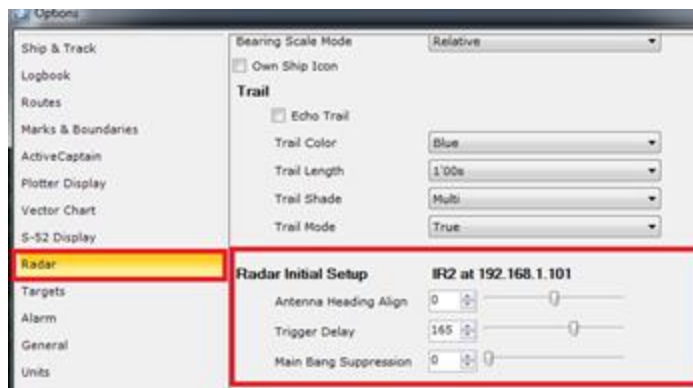 Options
Ship & Track
Logbook
Routes
Marks & Boundaries
ActiveCaptain
Plotter Display
Vector Chart
S-52 Display
Radar
Targets
Alarm
General
Units
Bearing Scale Mode Relative
Own Ship Icon
Trail
Echo Trail
Trail Color Blue
Trail Length 1'00s
Trail Shade Multi
Trail Mode True
Radar Initial Setup IR2 at 192.168.1.101
Antenna Heading Align 0
Trigger Delay 165
Main Bang Suppression 0